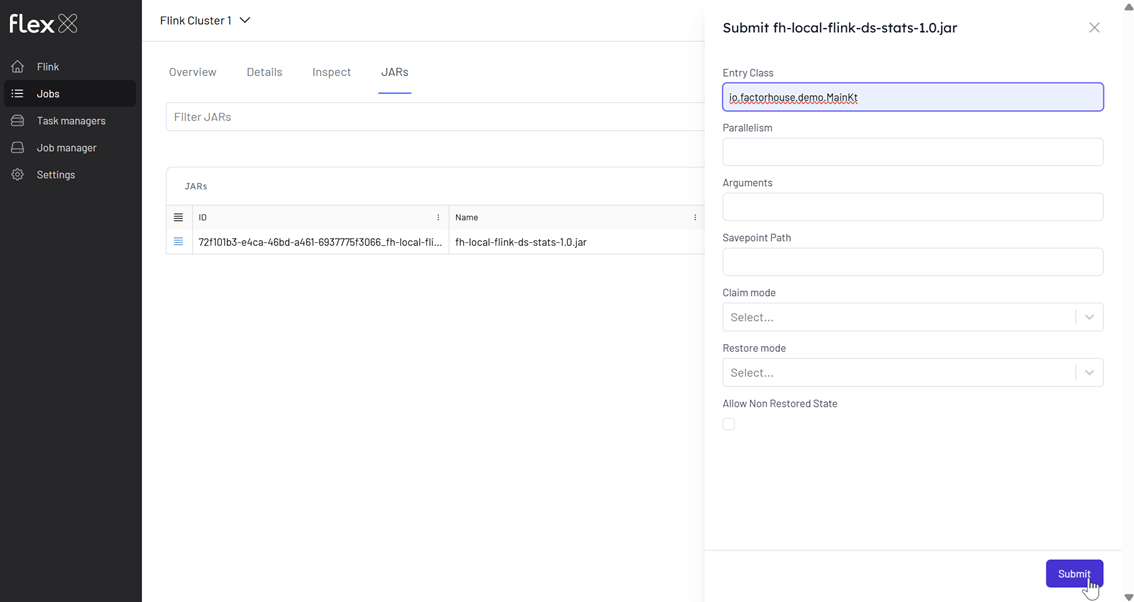 flex
Flink
Jobs
Task managers
Job manager
Settings
Flink Cluster 1
Overview
Details
Inspect
JARs
Filter JARs
JARs
ID
Name
72f101b3-e4ca-46bd-a461-6937775f3066_fh-local-fli...
fh-local-flink-ds-stats-1.0.jar
Submit fh-local-flink-ds-stats-1.0.jar
Entry Class
io.factorhouse.demo.MainKt
Parallelism
Arguments
Savepoint Path
Claim mode
Select...
Restore mode
Select...
Allow Non Restored State
Submit